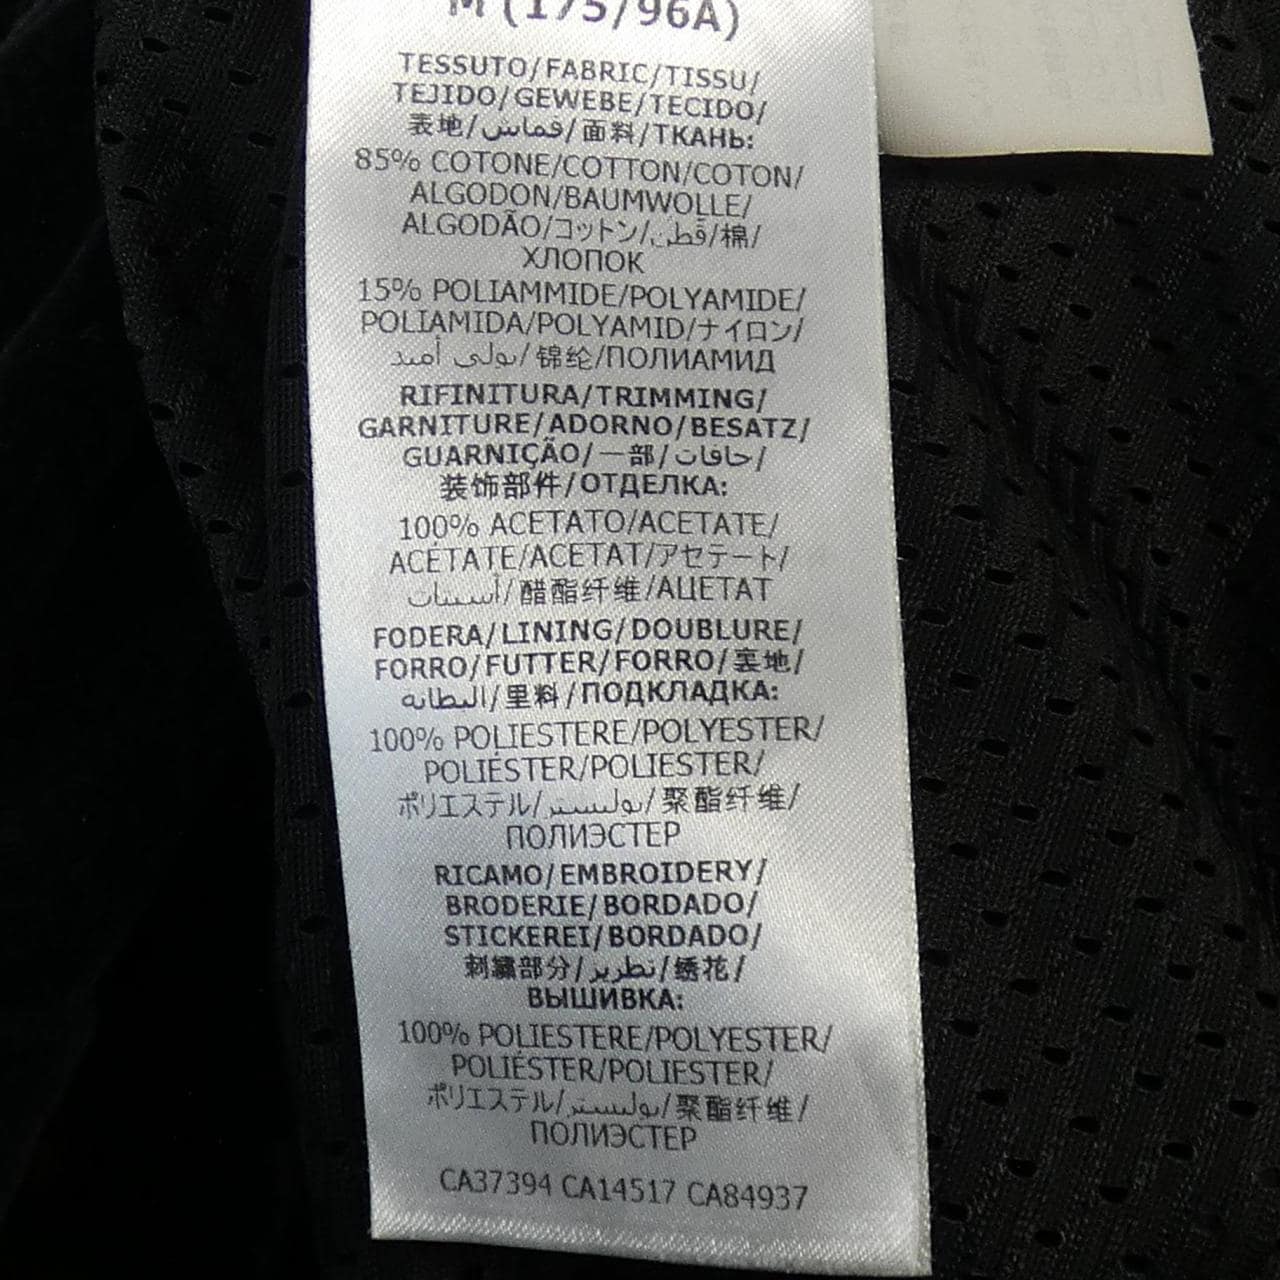 M (175/96A)
TESSUTO/FABRIC/TISSU/
TEJIDO/GEWEBE/TECIDO/
表地/قماش/面料/ТКАНЬ:
85% COTONE/COTTON/COTON/
ALGODON/BAUMWOLLE/
ALGODÃO/コットン/قطن/棉/
ХЛОПОК
15% POLIAMMIDE/POLYAMIDE/
POLIAMIDA/POLYAMID/ナイロン/
بولي أميد/锦纶/ПОЛИАМИД
RIFINITURA/TRIMMING/
GARNITURE/ADORNO/BESATZ/
GUARNIÇÃO/一部/حافات/
装饰部件/ОТДЕЛКА:
100% ACETATO/ACETATE/
ACÉTATE/ACETAT/アセテート/
أسيتات/醋酯纤维/АЦЕТАТ
FODERA/LINING/DOUBLURE/
FORRO/FUTTER/FORRO/裏地/
البطانه/里料/ПОДКЛАДКА:
100% POLIESTERE/POLYESTER/
POLIÉSTER/POLIESTER/
ポリエステル/بوليستر/聚酯纤维/
ПОЛИЭСТЕР
RICAMO/EMBROIDERY/
BRODERIE/BORDADO/
STICKEREI/BORDADO/
刺繍部分/تطريز/绣花/
ВЫШИВКА:
100% POLIESTERE/POLYESTER/
POLIÉSTER/POLIESTER/
ポリエステル/بوليستر/聚酯纤维/
ПОЛИЭСТЕР
CA37394 CA14517 CA84937